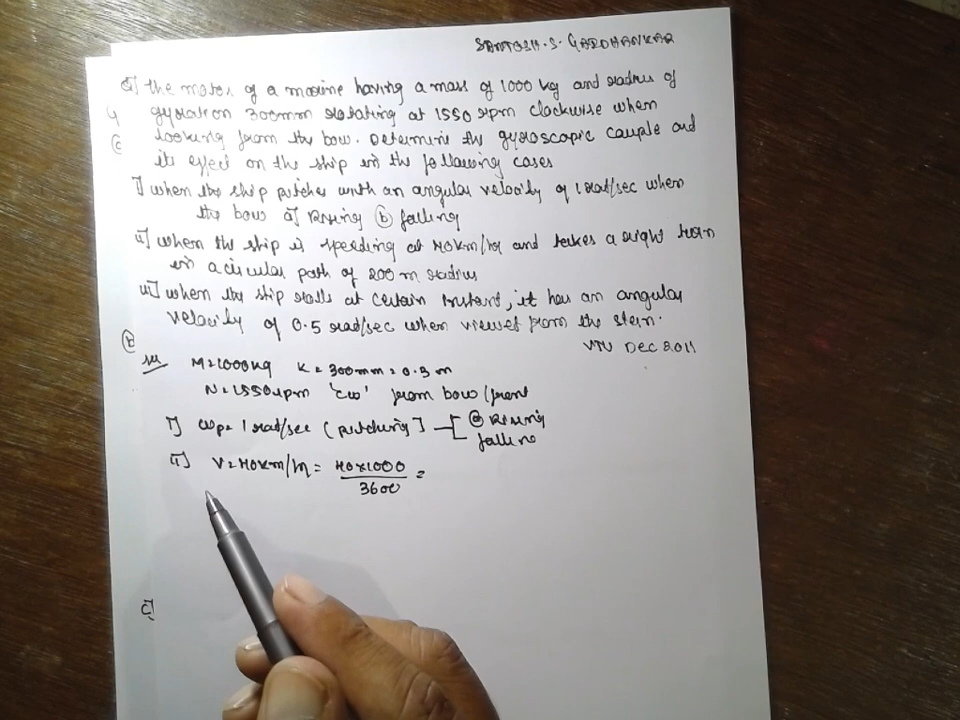 SANTOSH.S. GARDHANKAR
Q] The motor of a marine having a mass of 1000 kg and radius of
gyration 300mm rotating at 1550 rpm clockwise when
looking from the bow. Determine the gyroscopic couple and
its effect on the ship in the following cases
i] when the ship pitches with an angular velocity of 1 rad/sec when
the bow a] Rising (b) falling
ii] when the ship is speeding at 40km/hr and takes a right turn
in a circular path of 200 m radius
iii] when the ship rolls at certain instant, it has an angular
velocity of 0.5 rad/sec when viewed from the stern.
VTU DEC 2011
M=1000kg K = 300mm = 0.3 m
N=1550rpm 'cw' from bow/front
i] ωp= 1 rad/sec (pitching] (a) Rising
falling
ii] V=40km/hr = 40x1000 =
3600
c]